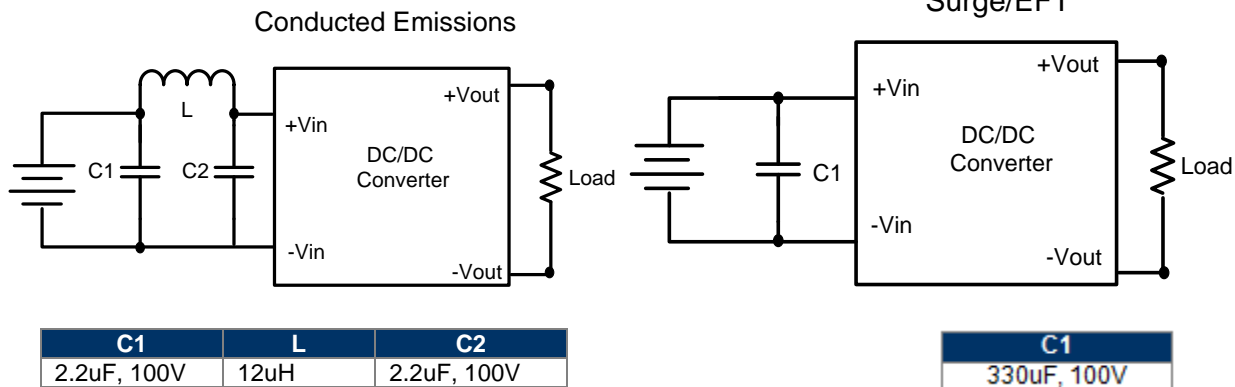 Conducted Emissions
L
C1
C2
+Vin
-Vin
DC/DC
Converter
+Vout
-Vout
Load
C1 L C2
2.2uF, 100V 12uH 2.2uF, 100V
Surge/EFT
C1
+Vin
-Vin
DC/DC
Converter
+Vout
-Vout
Load
C1
330uF, 100V